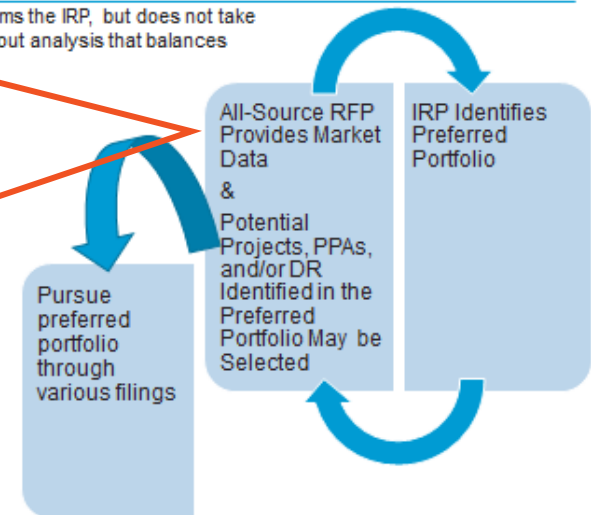 ms the IRP, but does not take
out analysis that balances
All-Source RFP
Provides Market
Data
&
Potential
Projects, PPAs,
and/or DR
Identified in the
Preferred
Portfolio May be
Selected
IRP Identifies
Preferred
Portfolio
Pursue
preferred
portfolio
through
various filings